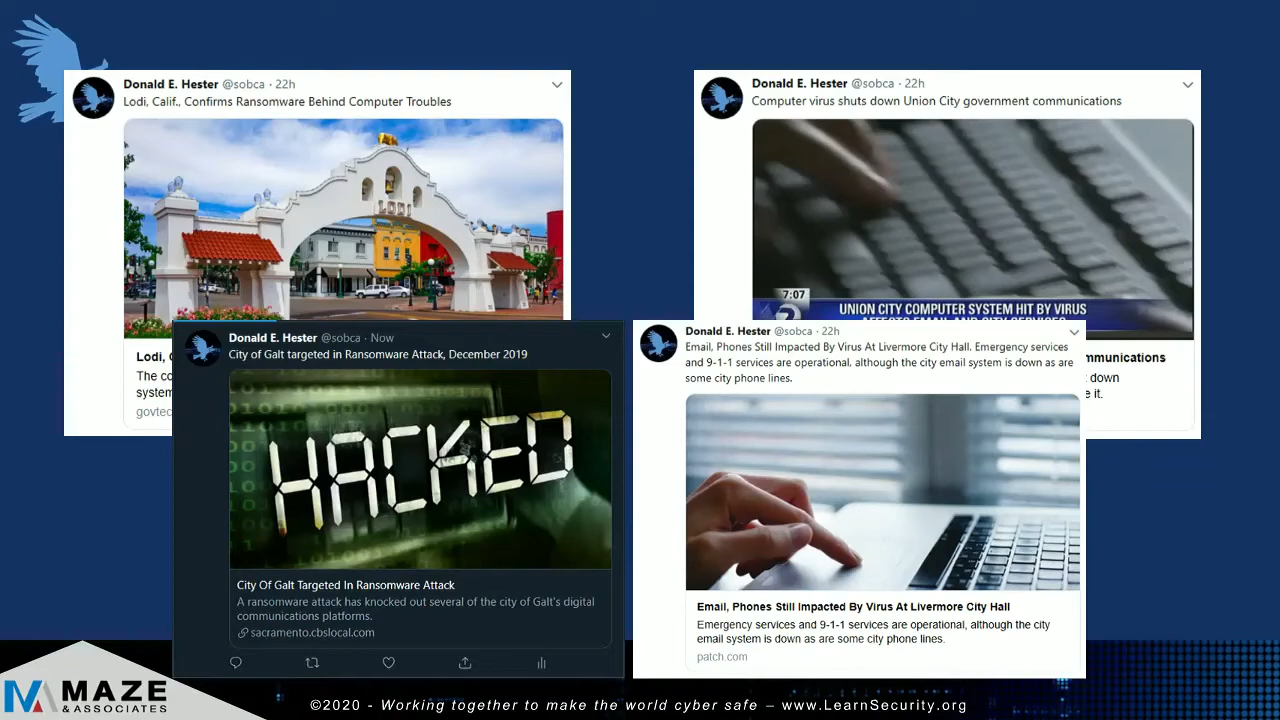 Donald E. Hester @sobca · 22h
Lodi, Calif., Confirms Ransomware Behind Computer Troubles
LODI
Lodi, C
The co
system
govtec
Donald E. Hester @sobca · 22h
Computer virus shuts down Union City government communications
7:07
2
UNION CITY COMPUTER SYSTEM HIT BY VIRUS
AFFECTS EMAIL AND CITY SERVICES
mmunications
t down
e it.
Donald E. Hester @sobca · Now
City of Galt targeted in Ransomware Attack, December 2019
HACKED
City Of Galt Targeted In Ransomware Attack
A ransomware attack has knocked out several of the city of Galt's digital
communications platforms.
sacramento.cbslocal.com
Donald E. Hester @sobca · 22h
Email, Phones Still Impacted By Virus At Livermore City Hall. Emergency services
and 9-1-1 services are operational, although the city email system is down as are
some city phone lines.
Email, Phones Still Impacted By Virus At Livermore City Hall
Emergency services and 9-1-1 services are operational, although the city
email system is down as are some city phone lines.
patch.com
MAZE
& ASSOCIATES
©2020 - Working together to make the world cyber safe – www.LearnSecurity.org